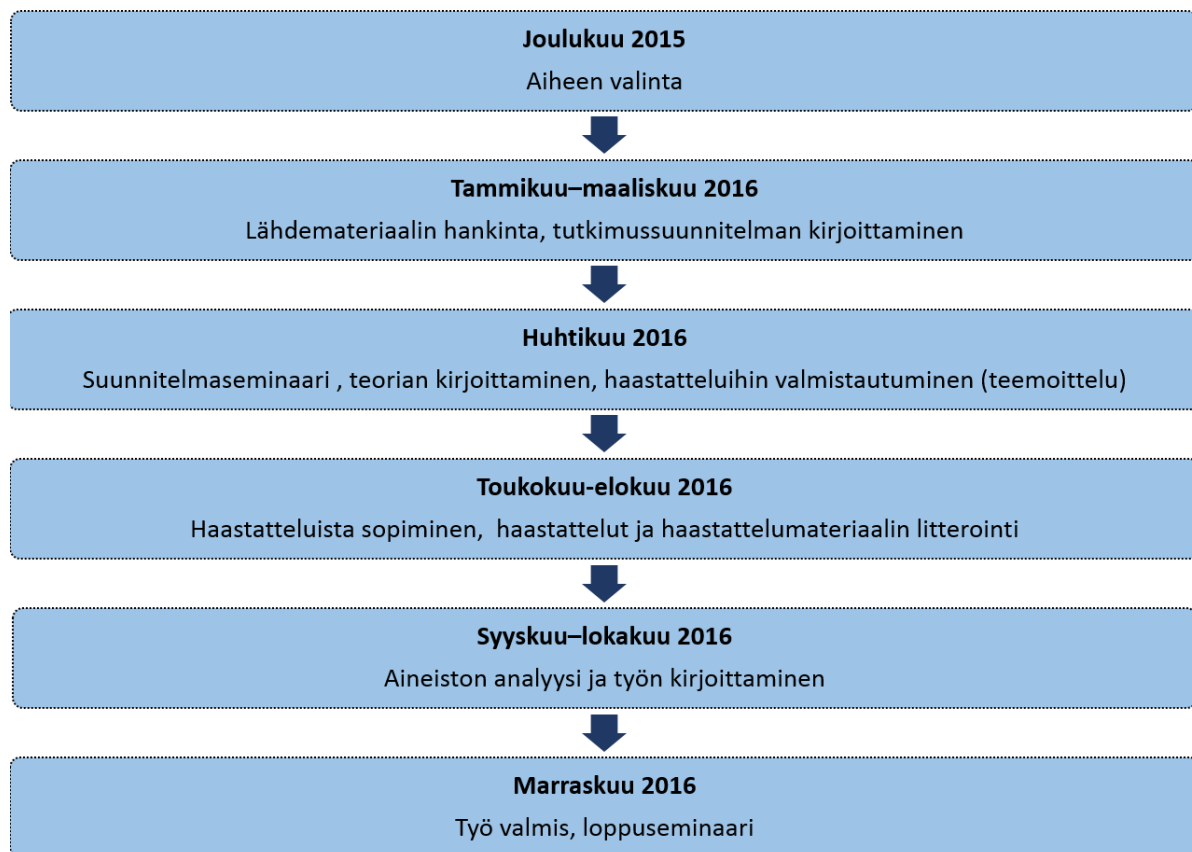 Joulukuu 2015
Aiheen valinta
Tammikuu–maaliskuu 2016
Lähdemateriaalin hankinta, tutkimussuunnitelman kirjoittaminen
Huhtikuu 2016
Suunnitelmaseminaari , teorian kirjoittaminen, haastatteluihin valmistautuminen (teemoittelu)
Toukokuu-elokuu 2016
Haastatteluista sopiminen,  haastattelut ja haastattelumateriaalin litterointi
Syyskuu–lokakuu 2016
Aineiston analyysi ja työn kirjoittaminen
Marraskuu 2016
Työ valmis, loppuseminaari